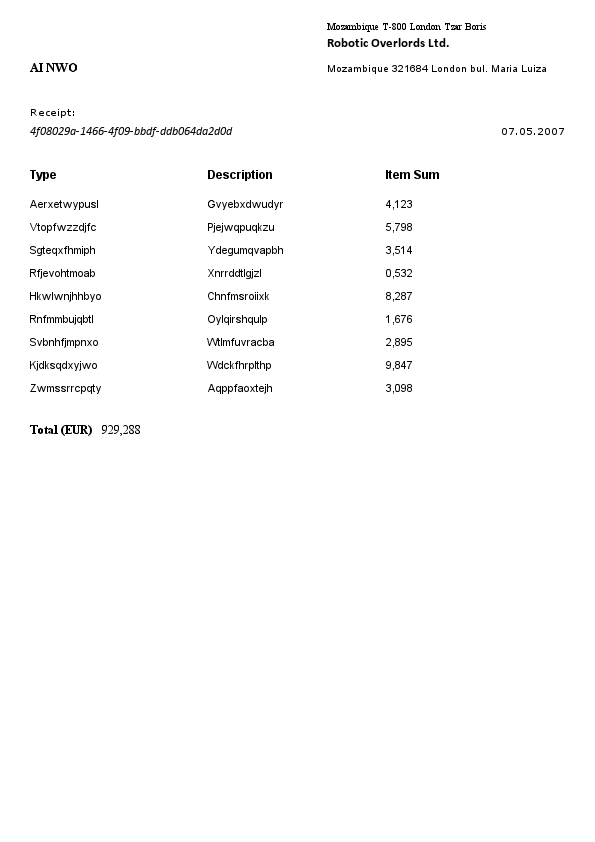 Mozambique T-800 London Tzar Boris
Robotic Overlords Ltd.
AI NWO
Mozambique 321684 London bul. Maria Luiza
Receipt:
4f08029a-1466-4f09-bbdf-ddb064da2d0d 07.05.2007
Type Description Item Sum
Aerxetwypusl Gvyebxdwudyr 4,123
Vtopfwzzdjfc Pjejwqpuqkzu 5,798
Sgteqxfhmiph Ydegumqvapbh 3,514
Rfjevohtmoab Xnrrddtlgjzl 0,532
Hkwlwnjhhbyo Chnfmsroiixk 8,287
Rnfmmbujqbtl Oylqirshqulp 1,676
Svbnhfjmpnxo Wtlmfuvracba 2,895
Kjdksqdxyjwo Wdckfhrplthp 9,847
Zwmssrrcpqty Aqppfaoxtejh 3,098
Total (EUR) 929,288